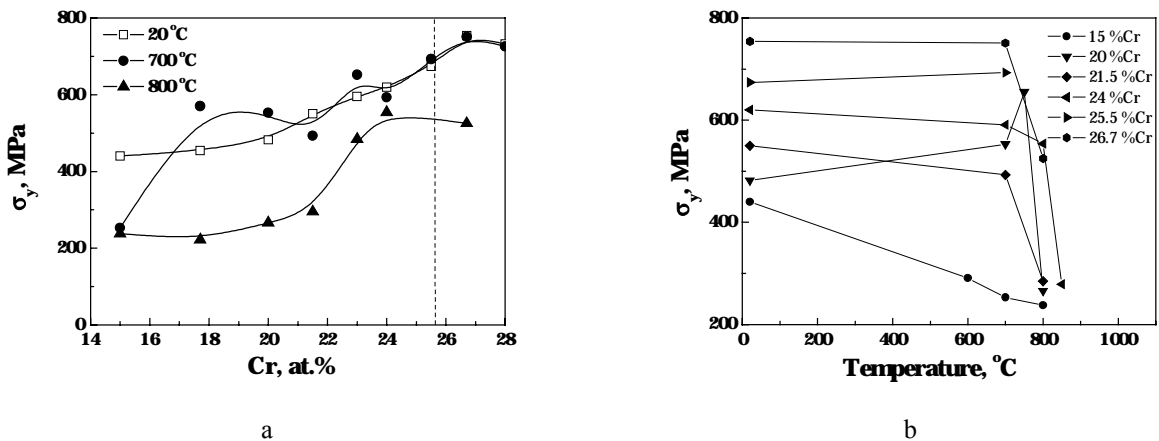 800
600
400
200
0
σy, MPa
20 °C
700 °C
800 °C
14 16 18 20 22 24 26 28
Cr, at.%
a
800
600
400
200
σy, MPa
15 %Cr
20 %Cr
21.5 %Cr
24 %Cr
25.5 %Cr
26.7 %Cr
0 200 400 600 800 1000
Temperature, °C
b